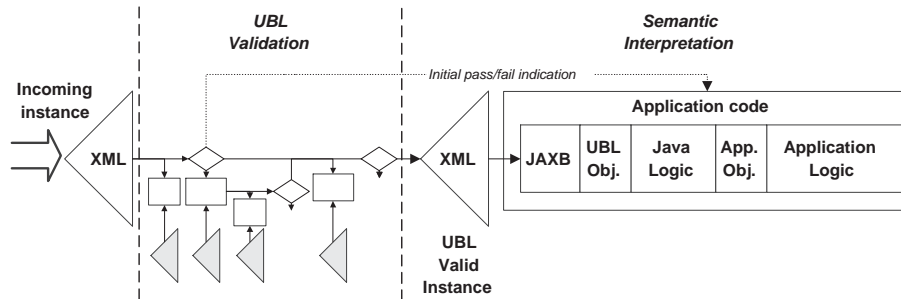 UBL
Validation
Semantic
Interpretation
Initial pass/fail indication
Incoming
instance
XML
XML
UBL
Valid
Instance
Application code
JAXB
UBL
Obj.
Java
Logic
App.
Obj.
Application
Logic